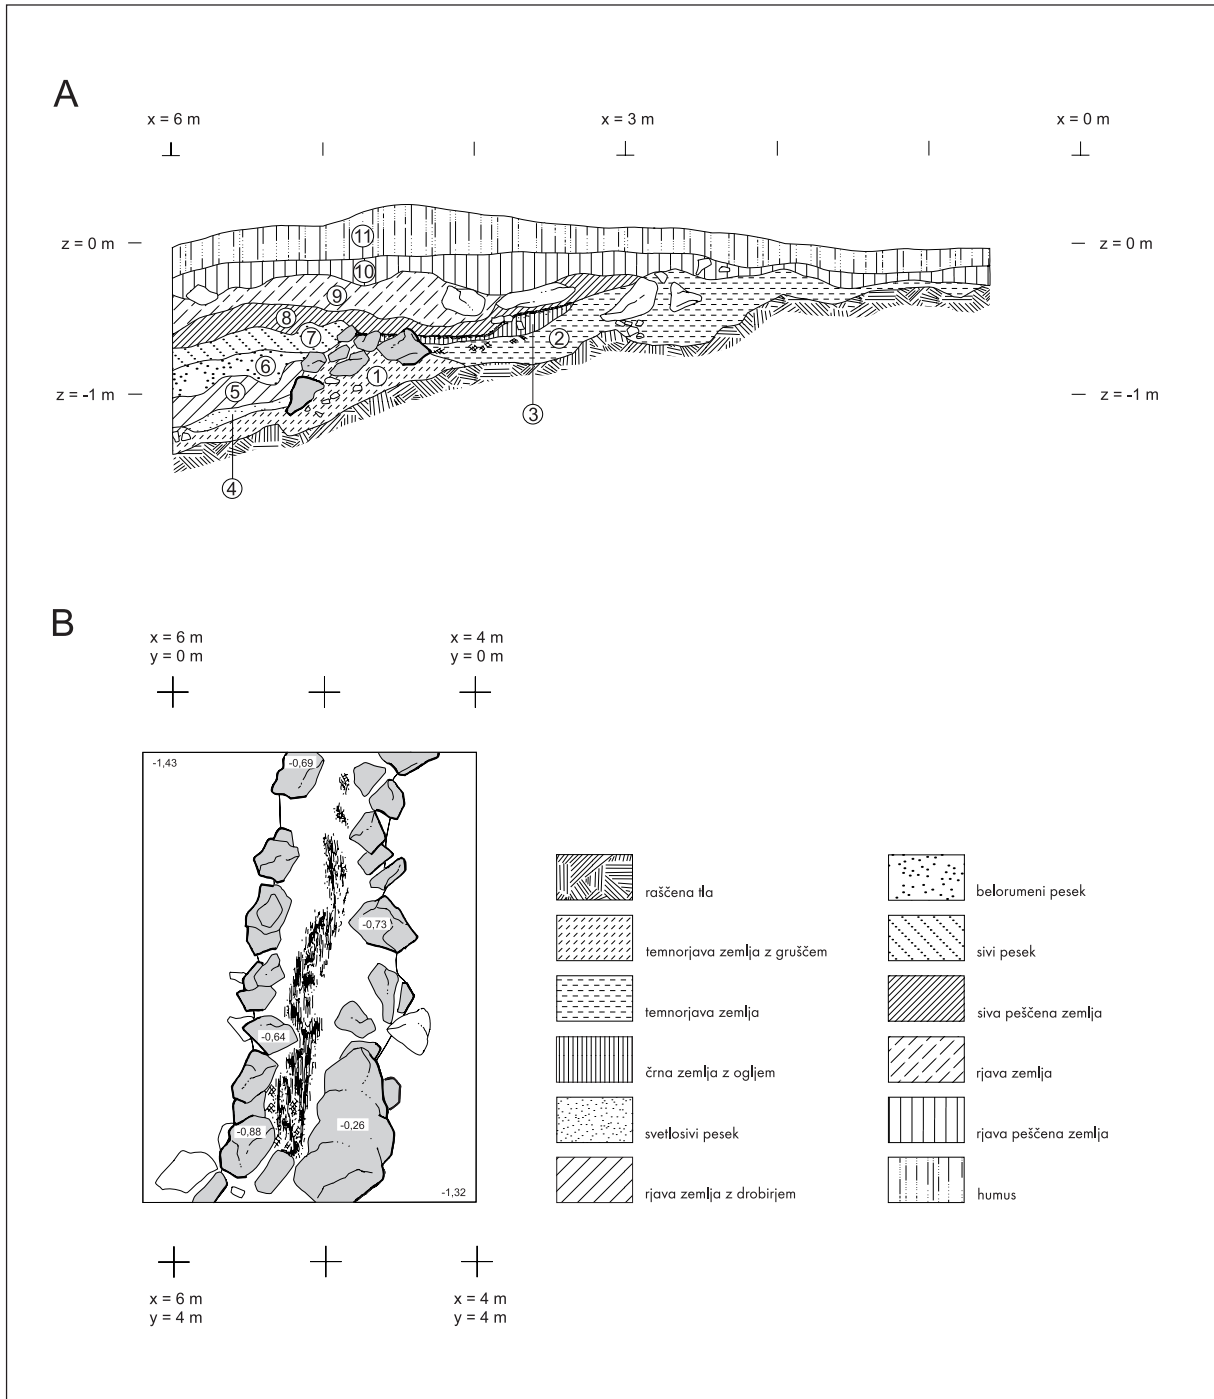 A
x = 6 m
x = 3 m
x = 0 m
z = 0 m
z = 0 m
11
10
9
8
7
2
6
1
5
z = -1 m
z = -1 m
3
4
B
x = 6 m
y = 0 m
x = 4 m
y = 0 m
-1,43
-0,69
-0,73
-0,64
-0,88
-0,26
-1,32
x = 6 m
y = 4 m
x = 4 m
y = 4 m
raščena tla
temnorjava zemlja z gruščem
temnorjava zemlja
črna zemlja z ogljem
svetlosivi pesek
rjava zemlja z drobirjem
belorumeni pesek
sivi pesek
siva peščena zemlja
rjava zemlja
rjava peščena zemlja
humus